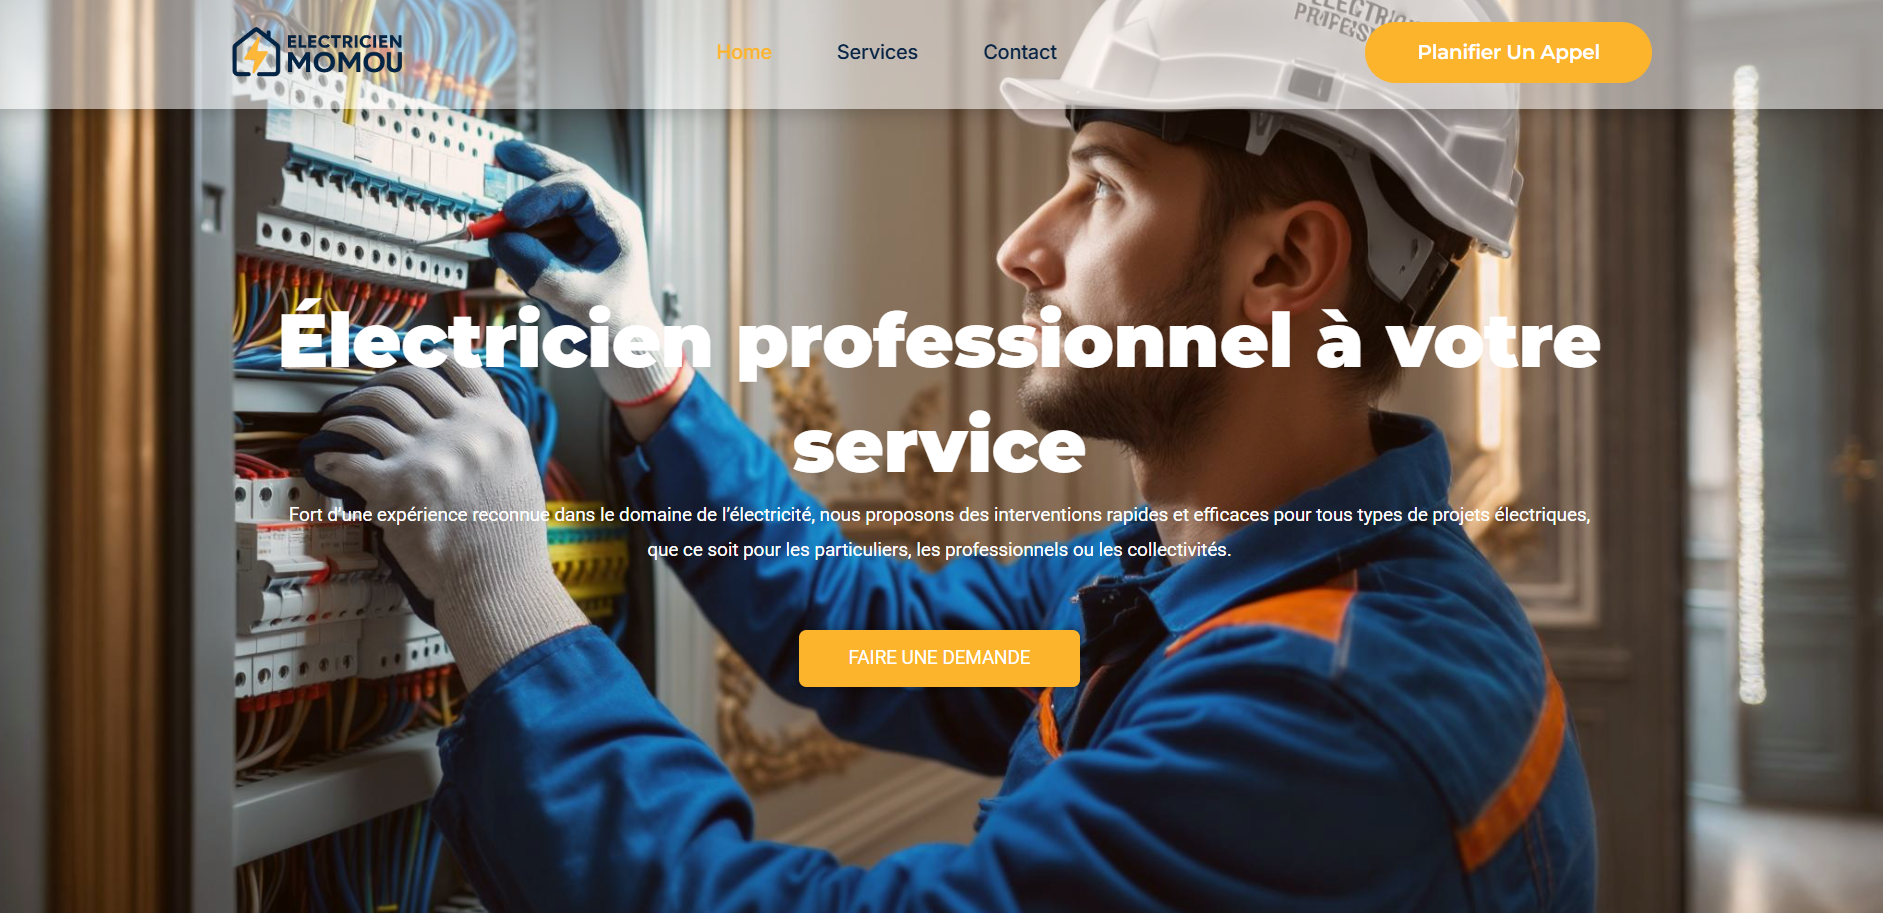 ELECTRICIEN
MOMOU
Home
Services
Contact
Planifier Un Appel
Électricien professionnel à votre
service
Fort d’une expérience reconnue dans le domaine de l’électricité, nous proposons des interventions rapides et efficaces pour tous types de projets électriques,
que ce soit pour les particuliers, les professionnels ou les collectivités.
FAIRE UNE DEMANDE